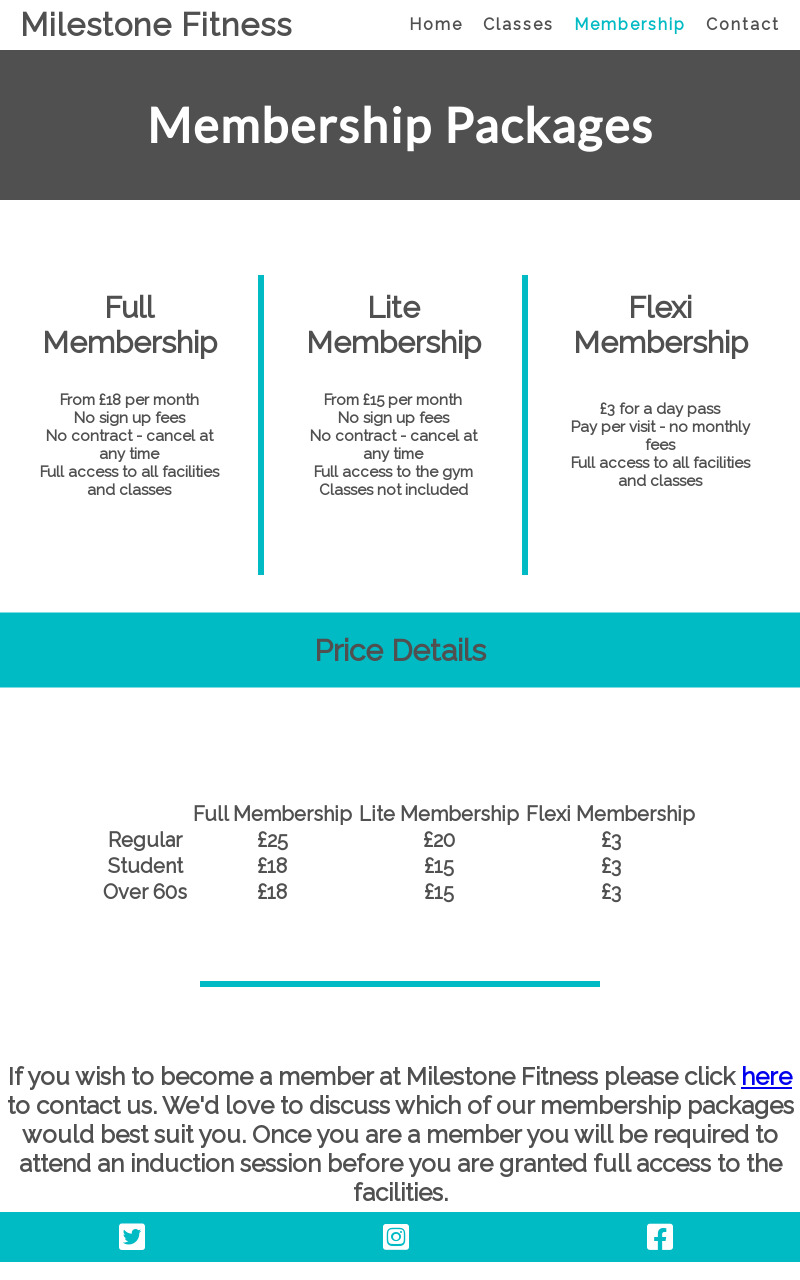 Milestone Fitness
Home Classes Membership Contact
Membership Packages
Full
Membership
From £18 per month
No sign up fees
No contract - cancel at
any time
Full access to all facilities
and classes
Lite
Membership
From £15 per month
No sign up fees
No contract - cancel at
any time
Full access to the gym
Classes not included
Flexi
Membership
£3 for a day pass
Pay per visit - no monthly
fees
Full access to all facilities
and classes
Price Details
Full Membership Lite Membership Flexi Membership
Regular £25 £20 £3
Student £18 £15 £3
Over 60s £18 £15 £3
If you wish to become a member at Milestone Fitness please click here
to contact us. We'd love to discuss which of our membership packages
would best suit you. Once you are a member you will be required to
attend an induction session before you are granted full access to the
facilities.